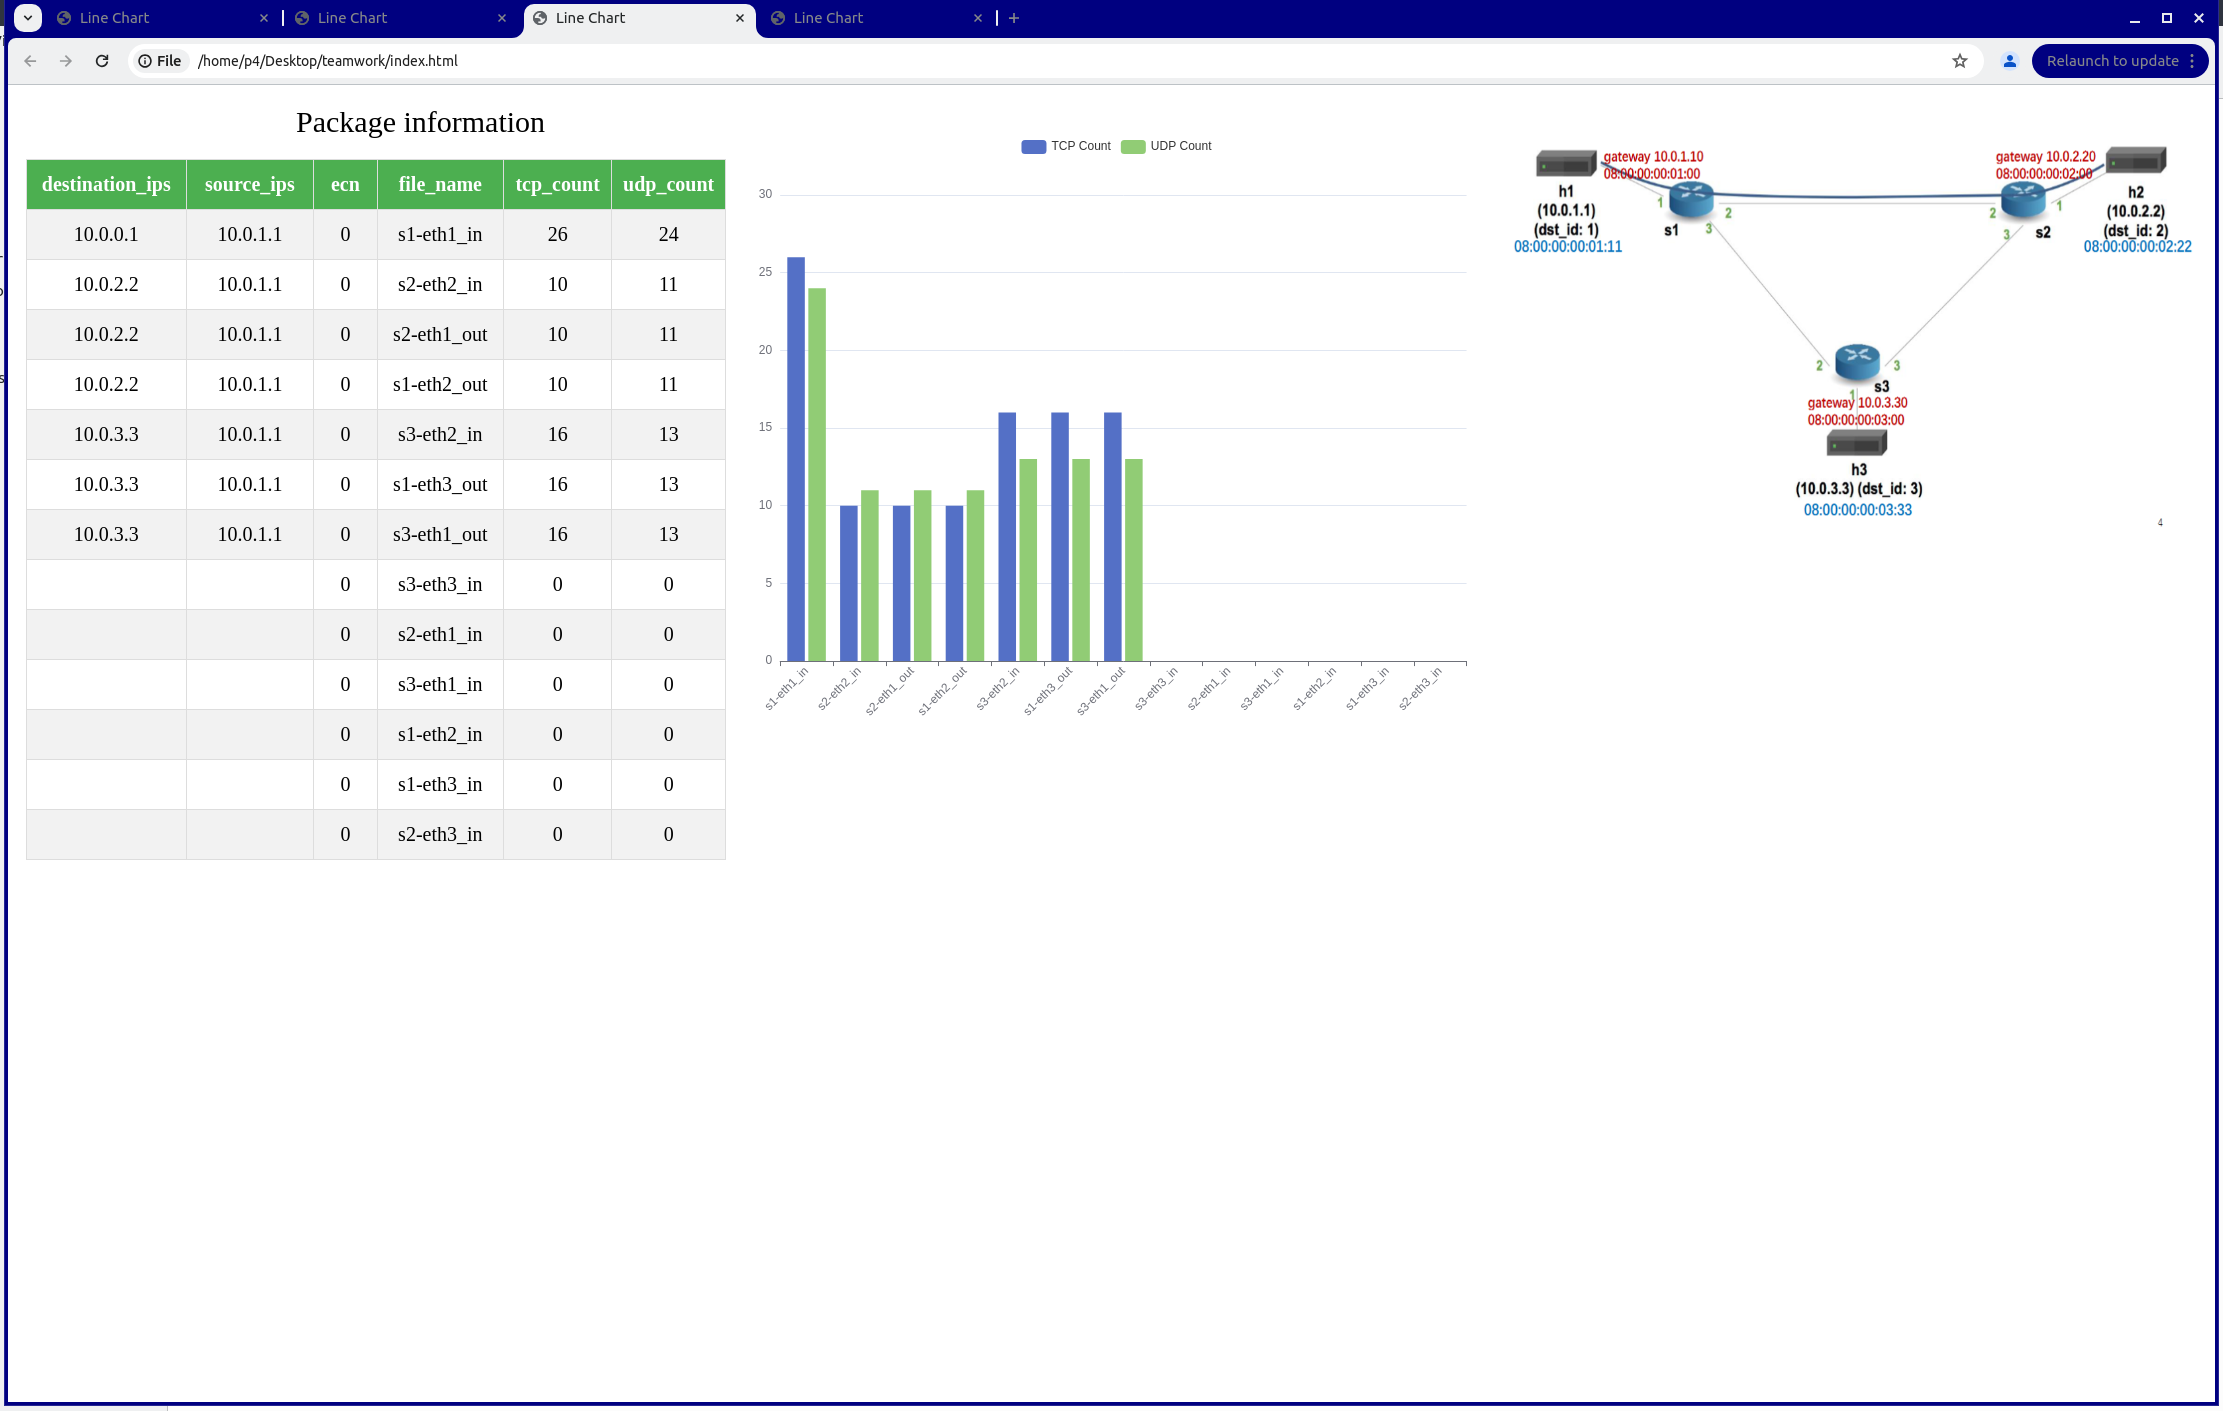 Line Chart
Line Chart
Line Chart
Line Chart
File /home/p4/Desktop/teamwork/index.html
Relaunch to update
Package information
destination_ips source_ips ecn file_name tcp_count udp_count
10.0.0.1 10.0.1.1 0 s1-eth1_in 26 24
10.0.2.2 10.0.1.1 0 s2-eth2_in 10 11
10.0.2.2 10.0.1.1 0 s2-eth1_out 10 11
10.0.2.2 10.0.1.1 0 s1-eth2_out 10 11
10.0.3.3 10.0.1.1 0 s3-eth2_in 16 13
10.0.3.3 10.0.1.1 0 s1-eth3_out 16 13
10.0.3.3 10.0.1.1 0 s3-eth1_out 16 13
0 s3-eth3_in 0 0
0 s2-eth1_in 0 0
0 s3-eth1_in 0 0
0 s1-eth2_in 0 0
0 s1-eth3_in 0 0
0 s2-eth3_in 0 0
TCP Count UDP Count
30
25
20
15
10
5
0
s1-eth1_in
s2-eth2_in
s2-eth1_out
s1-eth2_out
s3-eth2_in
s1-eth3_out
s3-eth1_out
s3-eth3_in
s2-eth1_in
s3-eth1_in
s1-eth2_in
s1-eth3_in
s2-eth3_in
gateway 10.0.1.10
08:00:00:00:01:00
h1
(10.0.1.1)
(dst_id: 1)
08:00:00:00:01:11
1
2
3
s1
gateway 10.0.2.20
08:00:00:00:02:00
h2
(10.0.2.2)
(dst_id: 2)
08:00:00:00:02:22
2
1
3
s2
2
3
s3
1
gateway 10.0.3.30
08:00:00:00:03:00
h3
(10.0.3.3) (dst_id: 3)
08:00:00:00:03:33
4